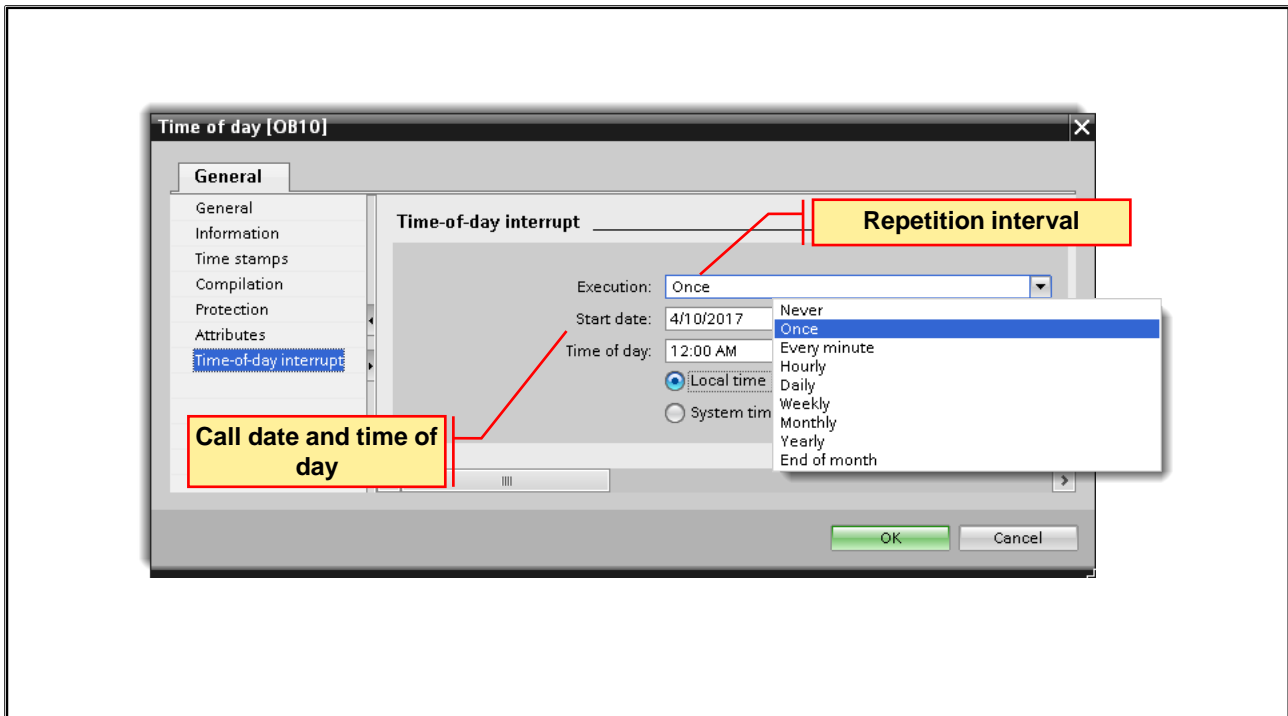 Time of day [OB10]
General
General
Information
Time stamps
Compilation
Protection
Attributes
Time-of-day interrupt
Time-of-day interrupt
Repetition interval
Execution: Once
Start date: 4/10/2017
Time of day: 12:00 AM
Local time
System tim
Never
Once
Every minute
Hourly
Daily
Weekly
Monthly
Yearly
End of month
Call date and time of
day
OK Cancel